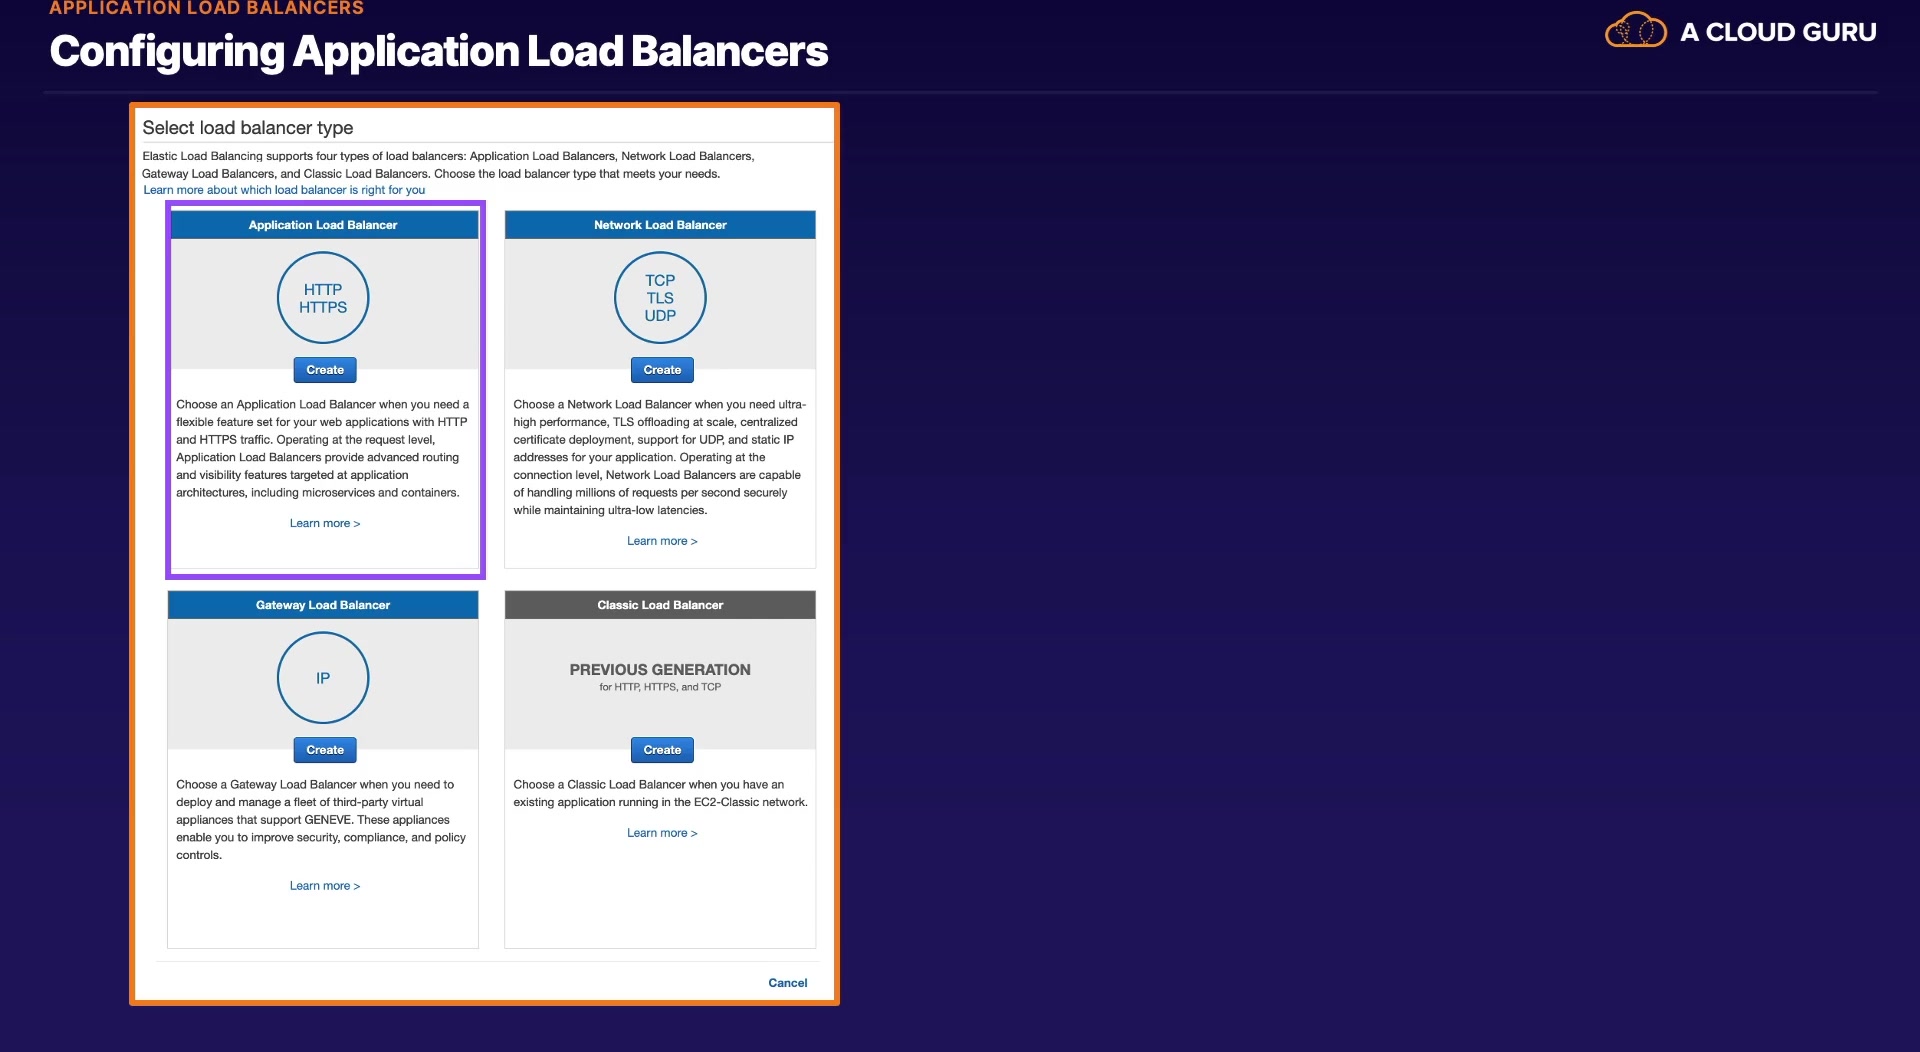 APPLICATION LOAD BALANCERS
Configuring Application Load Balancers
A CLOUD GURU
Select load balancer type
Elastic Load Balancing supports four types of load balancers: Application Load Balancers, Network Load Balancers,
Gateway Load Balancers, and Classic Load Balancers. Choose the load balancer type that meets your needs.
Learn more about which load balancer is right for you
Application Load Balancer
HTTP
HTTPS
Create
Choose an Application Load Balancer when you need a
flexible feature set for your web applications with HTTP
and HTTPS traffic. Operating at the request level,
Application Load Balancers provide advanced routing
and visibility features targeted at application
architectures, including microservices and containers.
Learn more >
Network Load Balancer
TCP
TLS
UDP
Create
Choose a Network Load Balancer when you need ultra-
high performance, TLS offloading at scale, centralized
certificate deployment, support for UDP, and static IP
addresses for your application. Operating at the
connection level, Network Load Balancers are capable
of handling millions of requests per second securely
while maintaining ultra-low latencies.
Learn more >
Gateway Load Balancer
IP
Create
Choose a Gateway Load Balancer when you need to
deploy and manage a fleet of third-party virtual
appliances that support GENEVE. These appliances
enable you to improve security, compliance, and policy
controls.
Learn more >
Classic Load Balancer
PREVIOUS GENERATION
for HTTP, HTTPS, and TCP
Create
Choose a Classic Load Balancer when you have an
existing application running in the EC2-Classic network.
Learn more >
Cancel